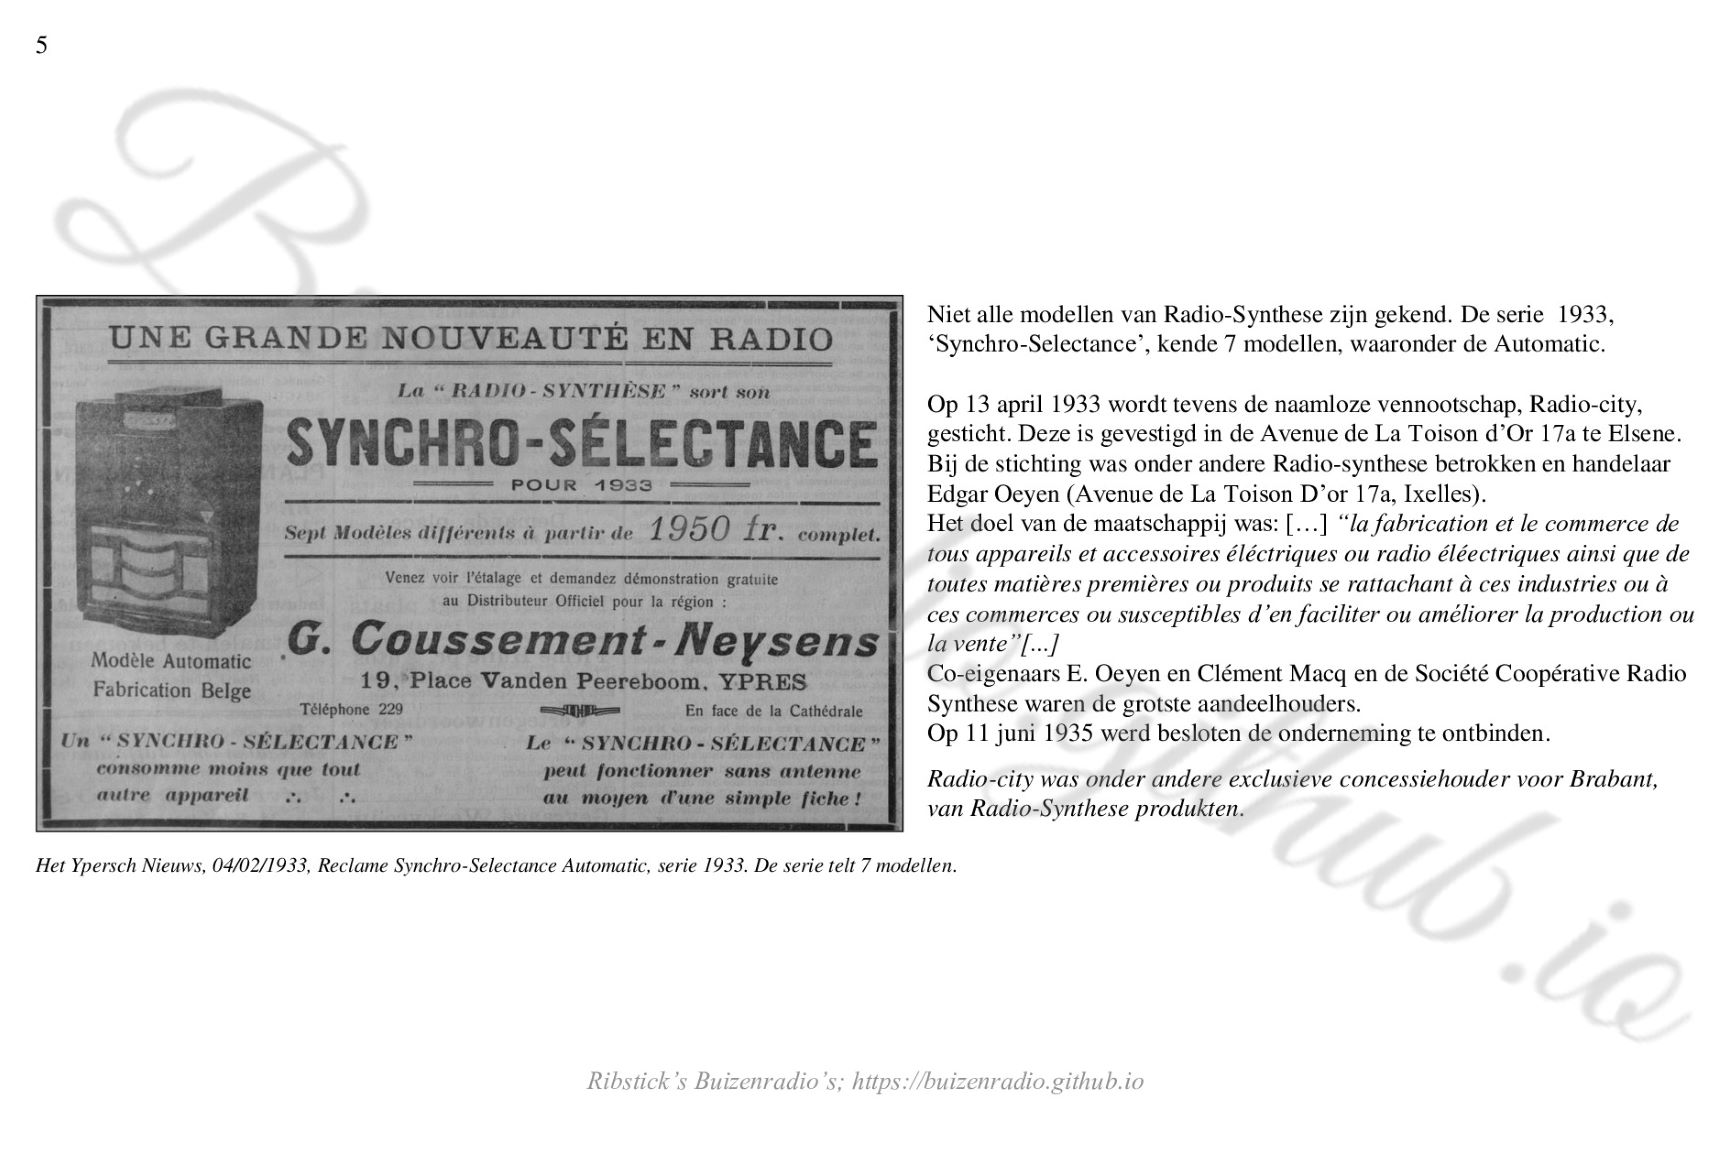 5
UNE GRANDE NOUVEAUTÉ EN RADIO
La “ RADIO - SYNTHÈSE ” sort son
SYNCHRO-SÉLECTANCE
POUR 1933
Sept Modèles différents à partir de 1950 fr. complet.
Venez voir l'étalage et demandez démonstration gratuite
au Distributeur Officiel pour la région :
G. Coussement-Neysens
19, Place Vanden Peereboom, YPRES
Téléphone 229 En face de la Cathédrale
Modèle Automatic
Fabrication Belge
Un “ SYNCHRO - SÉLECTANCE ”
consomme moins que tout
autre appareil
Le “ SYNCHRO - SÉLECTANCE ”
peut fonctionner sans antenne
au moyen d'une simple fiche !
Het Ypersch Nieuws, 04/02/1933, Reclame Synchro-Selectance Automatic, serie 1933. De serie telt 7 modellen.
Niet alle modellen van Radio-Synthese zijn gekend. De serie 1933,
‘Synchro-Selectance’, kende 7 modellen, waaronder de Automatic.
Op 13 april 1933 wordt tevens de naamloze vennootschap, Radio-city,
gesticht. Deze is gevestigd in de Avenue de La Toison d’Or 17a te Elsene.
Bij de stichting was onder andere Radio-synthese betrokken en handelaar
Edgar Oeyen (Avenue de La Toison D’or 17a, Ixelles).
Het doel van de maatschappij was: […] “la fabrication et le commerce de
tous appareils et accessoires éléctriques ou radio éléectriques ainsi que de
toutes matières premières ou produits se rattachant à ces industries ou à
ces commerces ou susceptibles d’en faciliter ou améliorer la production ou
la vente”[...]
Co-eigenaars E. Oeyen en Clément Macq en de Société Coopérative Radio
Synthese waren de grotste aandeelhouders.
Op 11 juni 1935 werd besloten de onderneming te ontbinden.
Radio-city was onder andere exclusieve concessiehouder voor Brabant,
van Radio-Synthese produkten.
Ribstick’s Buizenradio’s; https://buizenradio.github.io